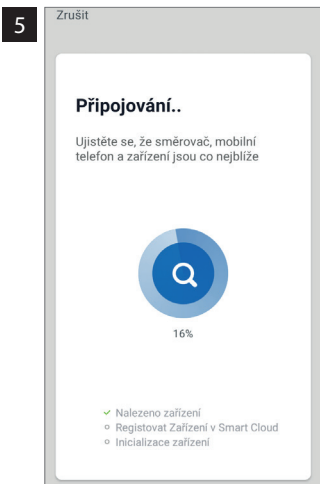 5
Zrušit
Připojování..
Ujistěte se, že směrovač, mobilní
telefon a zařízení jsou co nejblíže
16%
Nalezeno zařízení
Registovat Zařízení v Smart Cloud
Inicializace zařízení